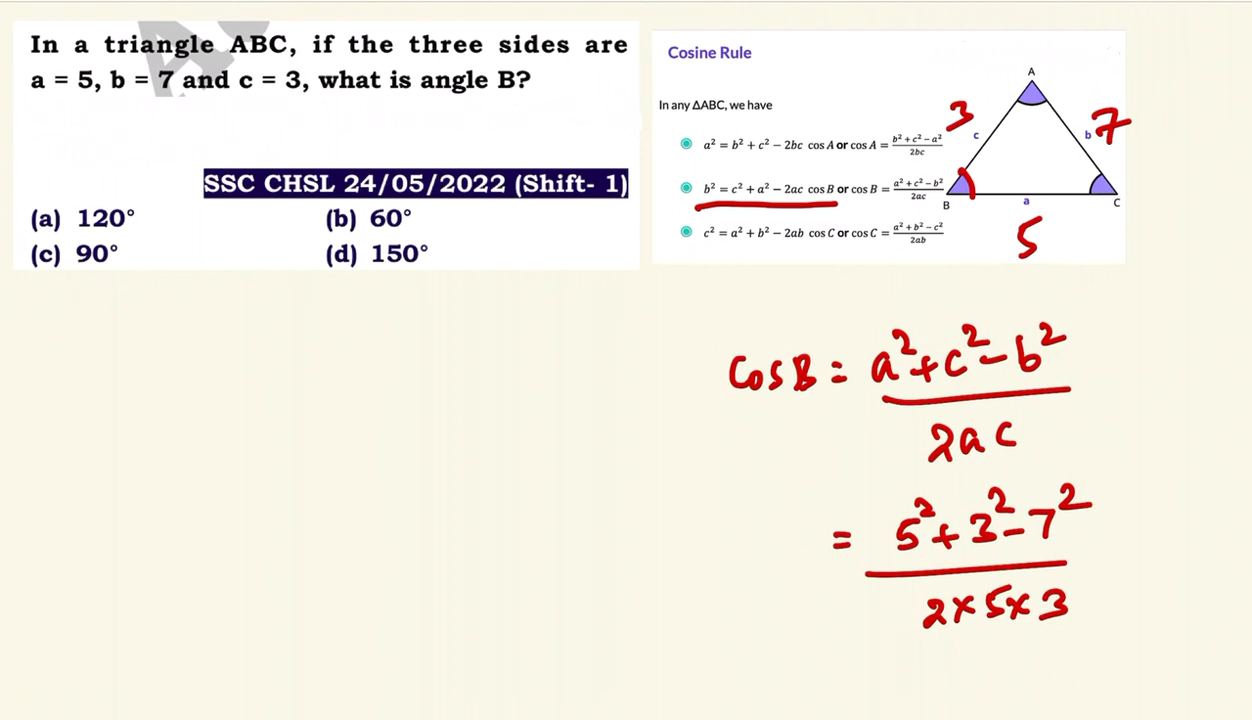 In a triangle ABC, if the three sides are
a = 5, b = 7 and c = 3, what is angle B?
SSC CHSL 24/05/2022 (Shift- 1)
(a) 120° (b) 60°
(c) 90° (d) 150°
Cosine Rule
In any ΔABC, we have
a² = b² + c² – 2bc cos A or cos A = (b² + c² – a²)/2bc
b² = c² + a² – 2ac cos B or cos B = (a² + c² – b²)/2ac
c² = a² + b² – 2ab cos C or cos C = (a² + b² – c²)/2ab
A
3
c
b
7
B
a
C
5
Cos B = a² + c² – b²
2ac
= 5² + 3² – 7²
2 × 5 × 3